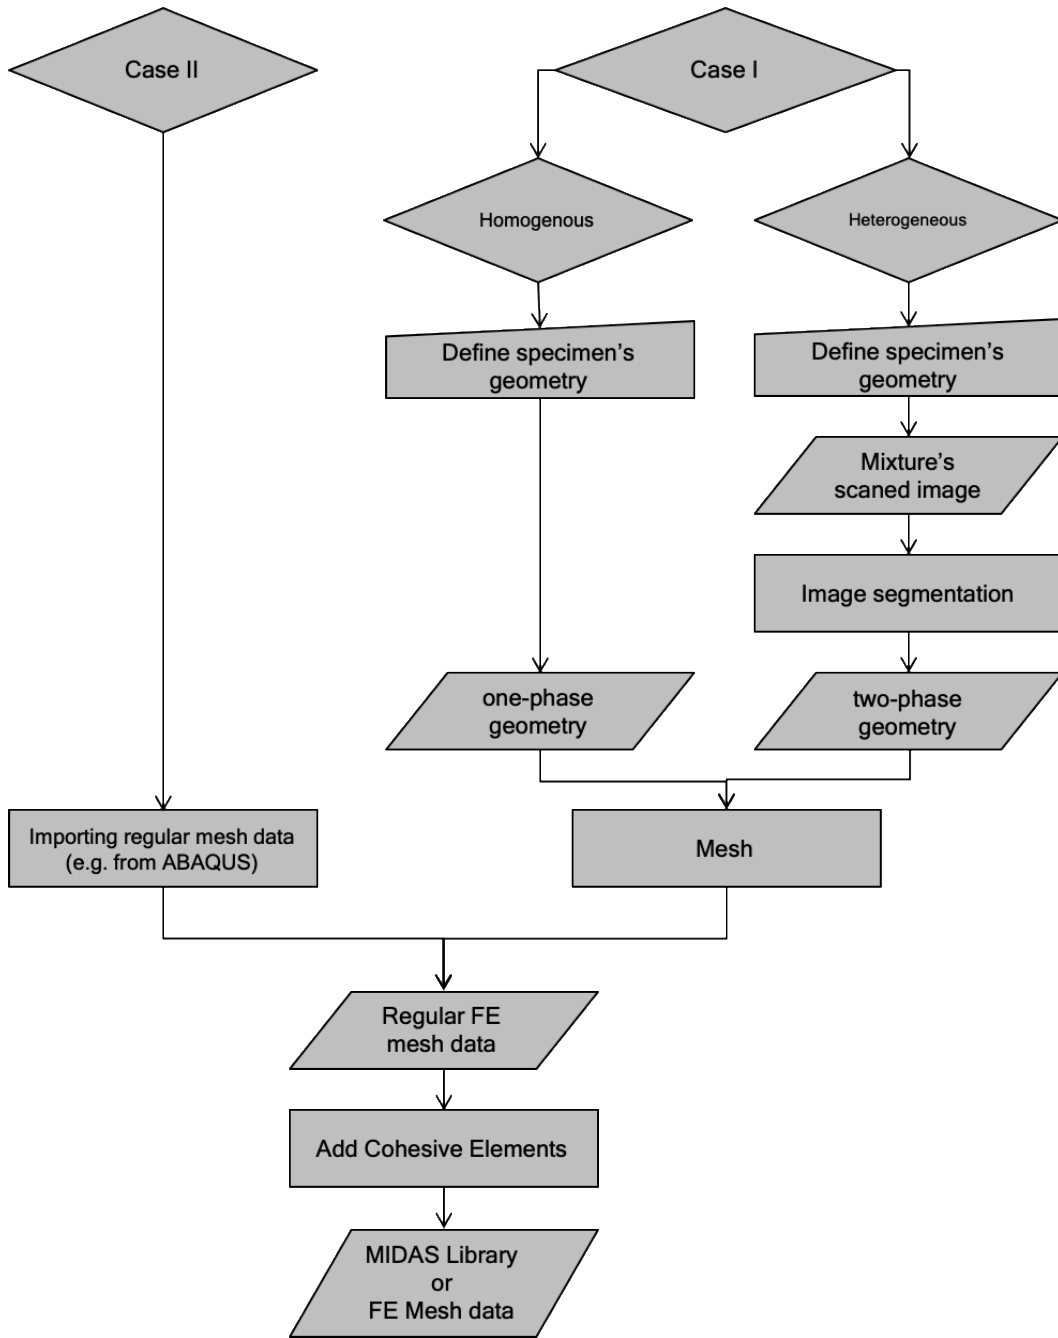 Case II
Case I
Homogenous
Heterogeneous
Define specimen's
geometry
Define specimen's
geometry
Mixture's
scaned image
Image segmentation
one-phase
geometry
two-phase
geometry
Importing regular mesh data
(e.g. from ABAQUS)
Mesh
Regular FE
mesh data
Add Cohesive Elements
MIDAS Library
or
FE Mesh data